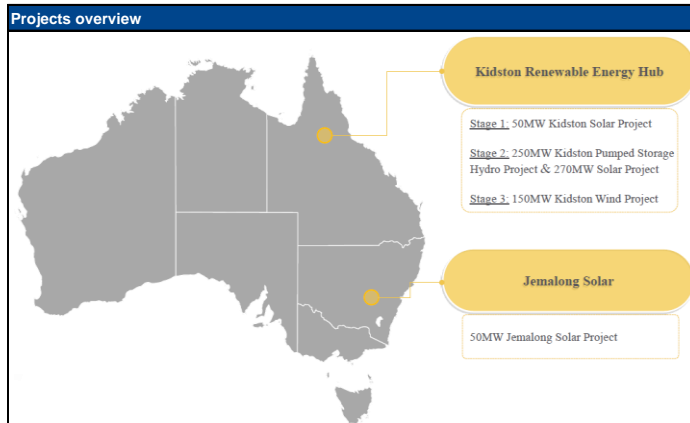 Projects overview
Kidston Renewable Energy Hub
Stage 1: 50MW Kidston Solar Project
Stage 2: 250MW Kidston Pumped Storage
Hydro Project & 270MW Solar Project
Stage 3: 150MW Kidston Wind Project
Jemalong Solar
50MW Jemalong Solar Project